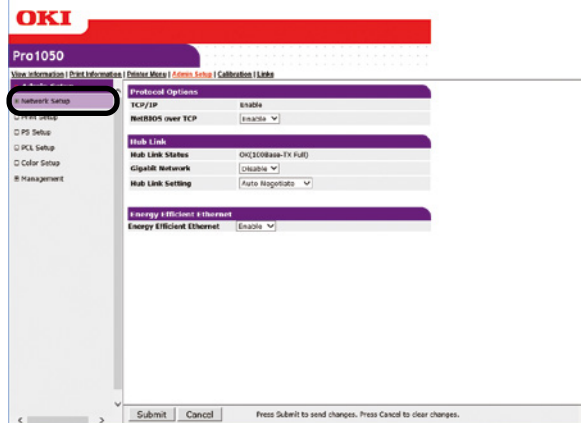 OKI
Pro1050
View Information | Print Information | Printer Menu | Admin Setup | Calibration | Links
Admin Setup
Network Setup
Print Setup
PS Setup
PCL Setup
Color Setup
Management
Protocol Options
TCP/IP Enable
NetBIOS over TCP Enable
Hub Link
Hub Link Status OK(100Base-TX Full)
Gigabit Network Disable
Hub Link Setting Auto Negotiate
Energy Efficient Ethernet
Energy Efficient Ethernet Enable
Submit Cancel Press Submit to send changes. Press Cancel to clear changes.